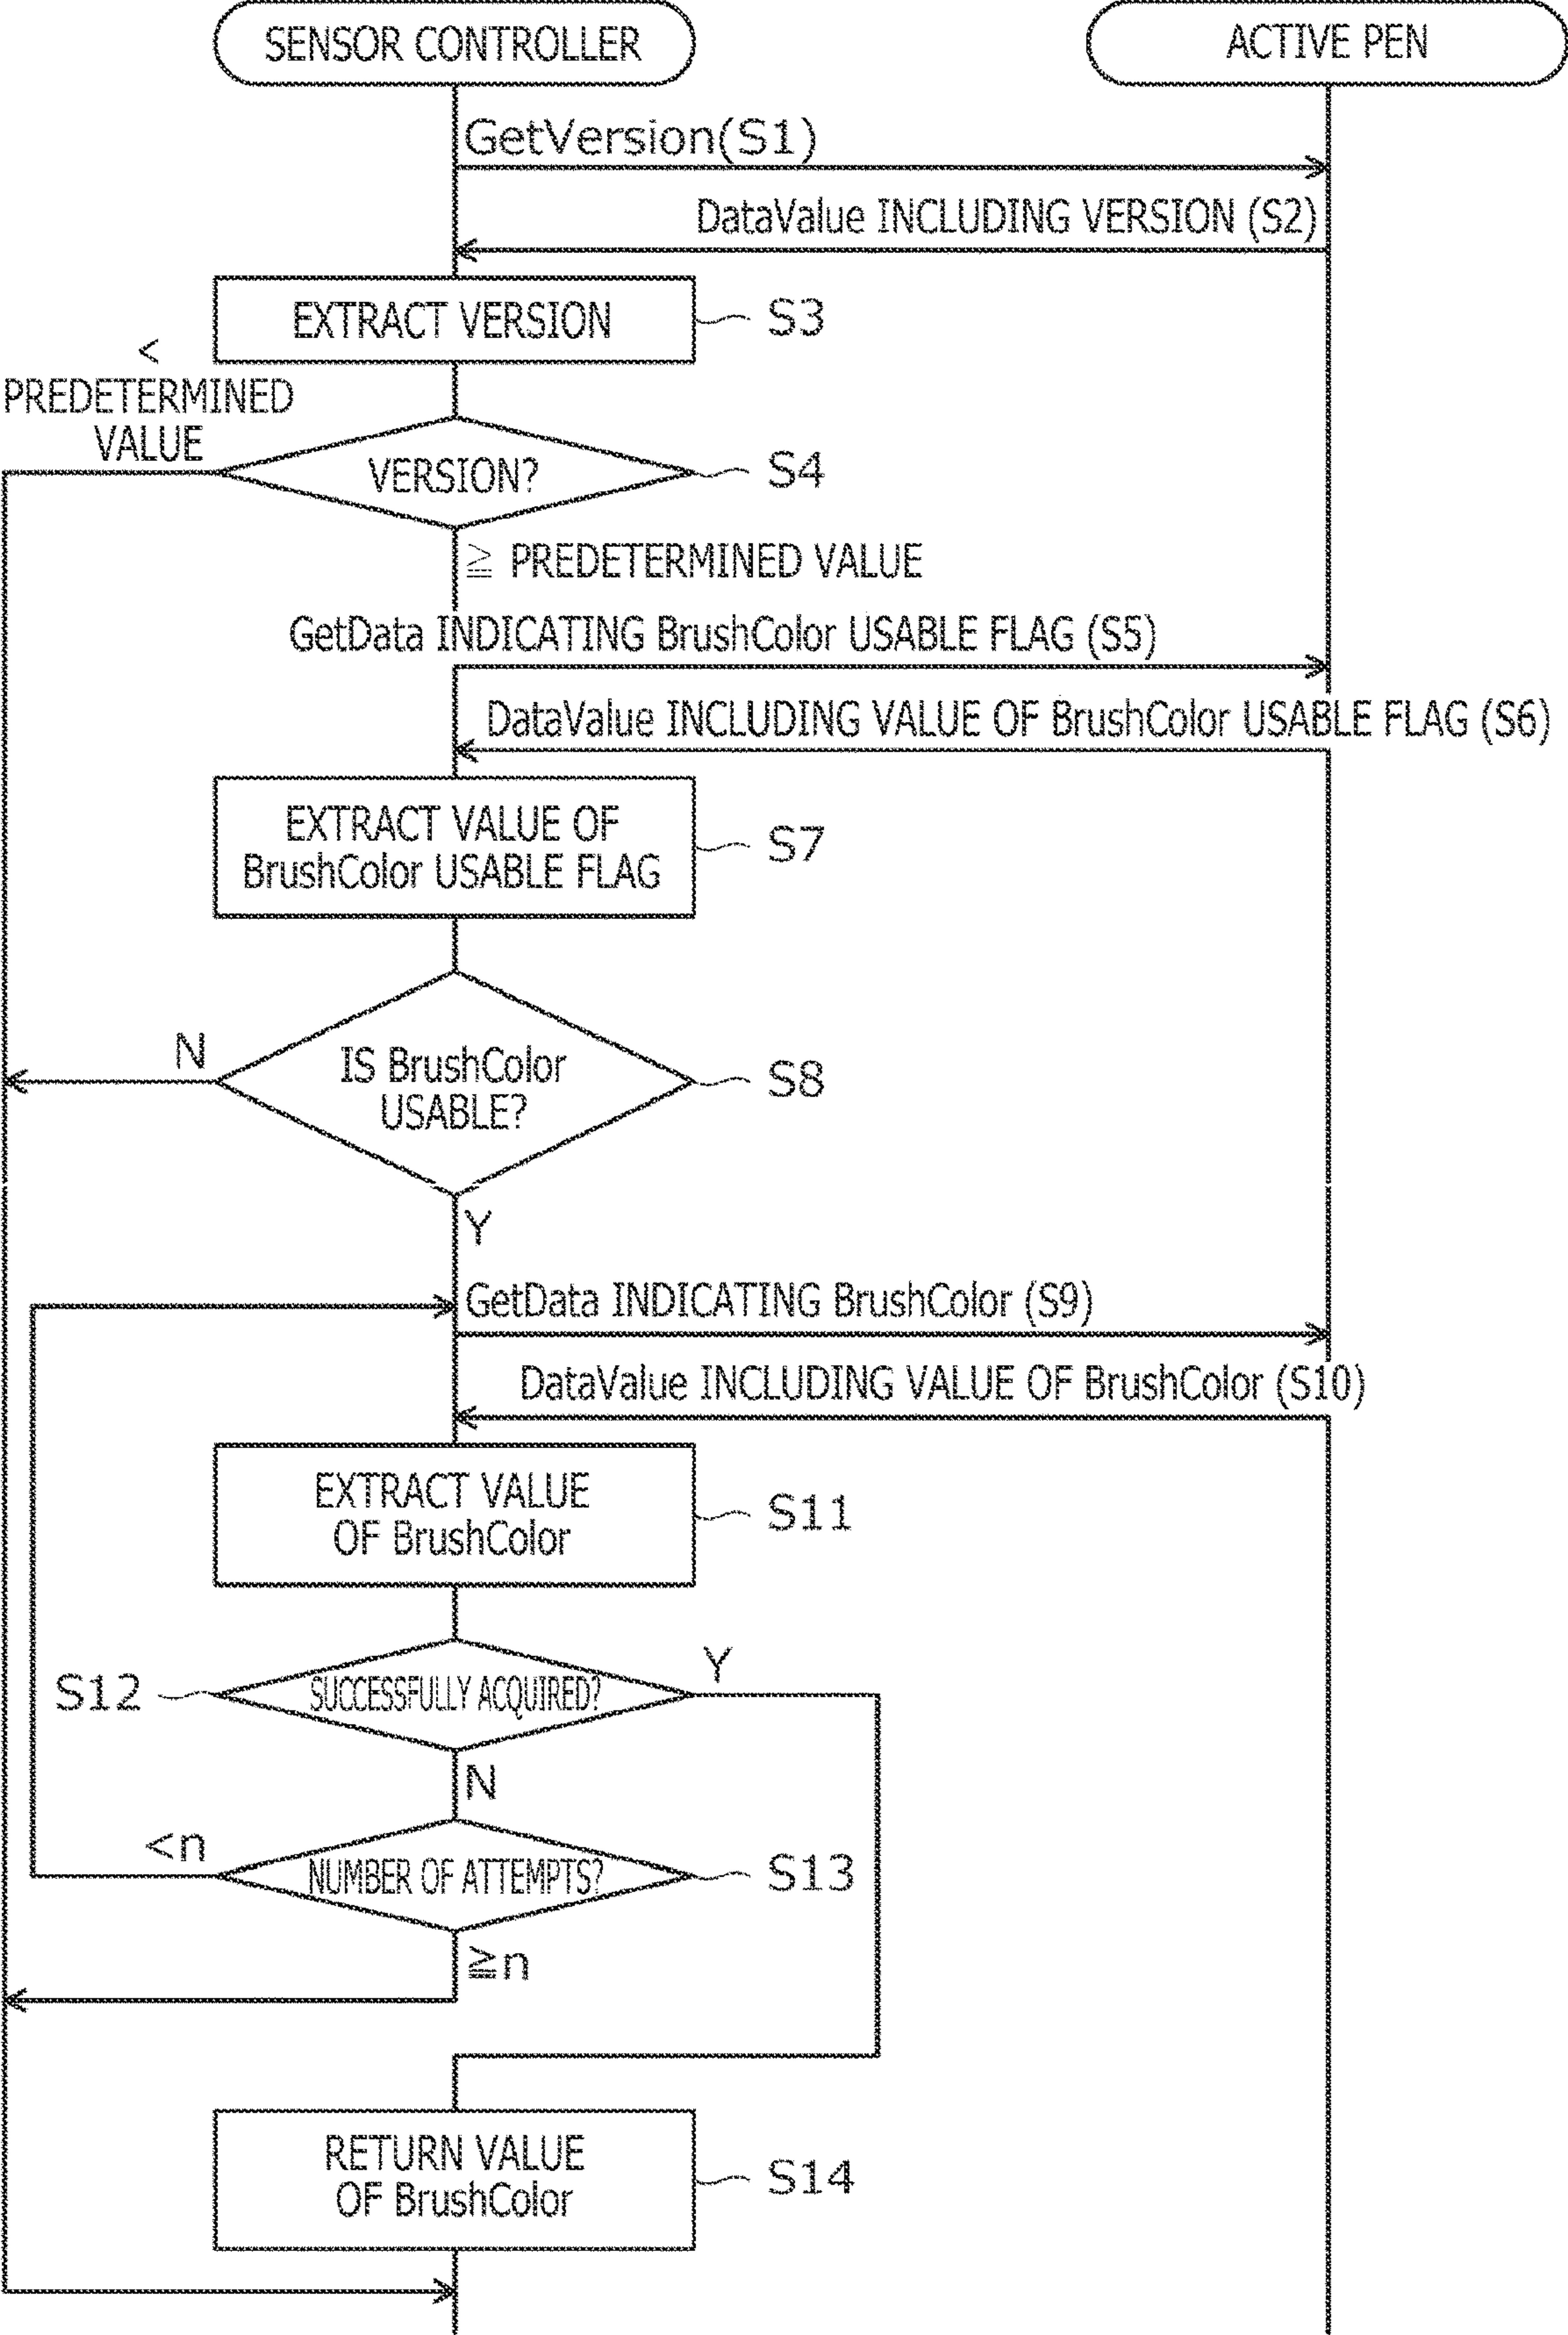 SENSOR CONTROLLER
ACTIVE PEN
GetVersion(S1)
DataValue INCLUDING VERSION (S2)
EXTRACT VERSION
S3
<
PREDETERMINED
VALUE
VERSION?
S4
≧ PREDETERMINED VALUE
GetData INDICATING BrushColor USABLE FLAG (S5)
DataValue INCLUDING VALUE OF BrushColor USABLE FLAG (S6)
EXTRACT VALUE OF
BrushColor USABLE FLAG
S7
N
IS BrushColor
USABLE?
S8
Y
GetData INDICATING BrushColor (S9)
DataValue INCLUDING VALUE OF BrushColor (S10)
EXTRACT VALUE
OF BrushColor
S11
S12
SUCCESSFULLY ACQUIRED?
Y
N
<n
NUMBER OF ATTEMPTS?
S13
≧n
RETURN VALUE
OF BrushColor
S14